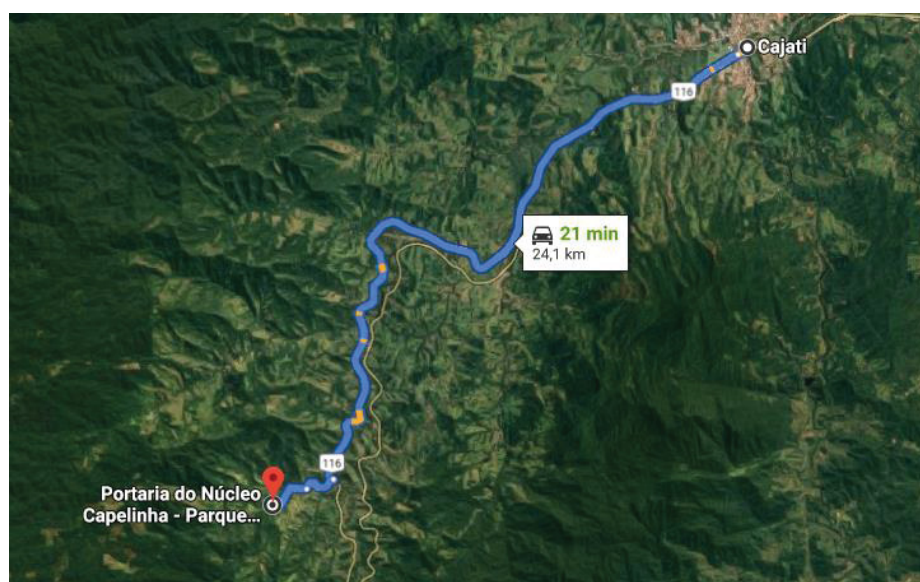 Cajati
116
21 min
24,1 km
116
Portaria do Núcleo
Capelinha - Parque...